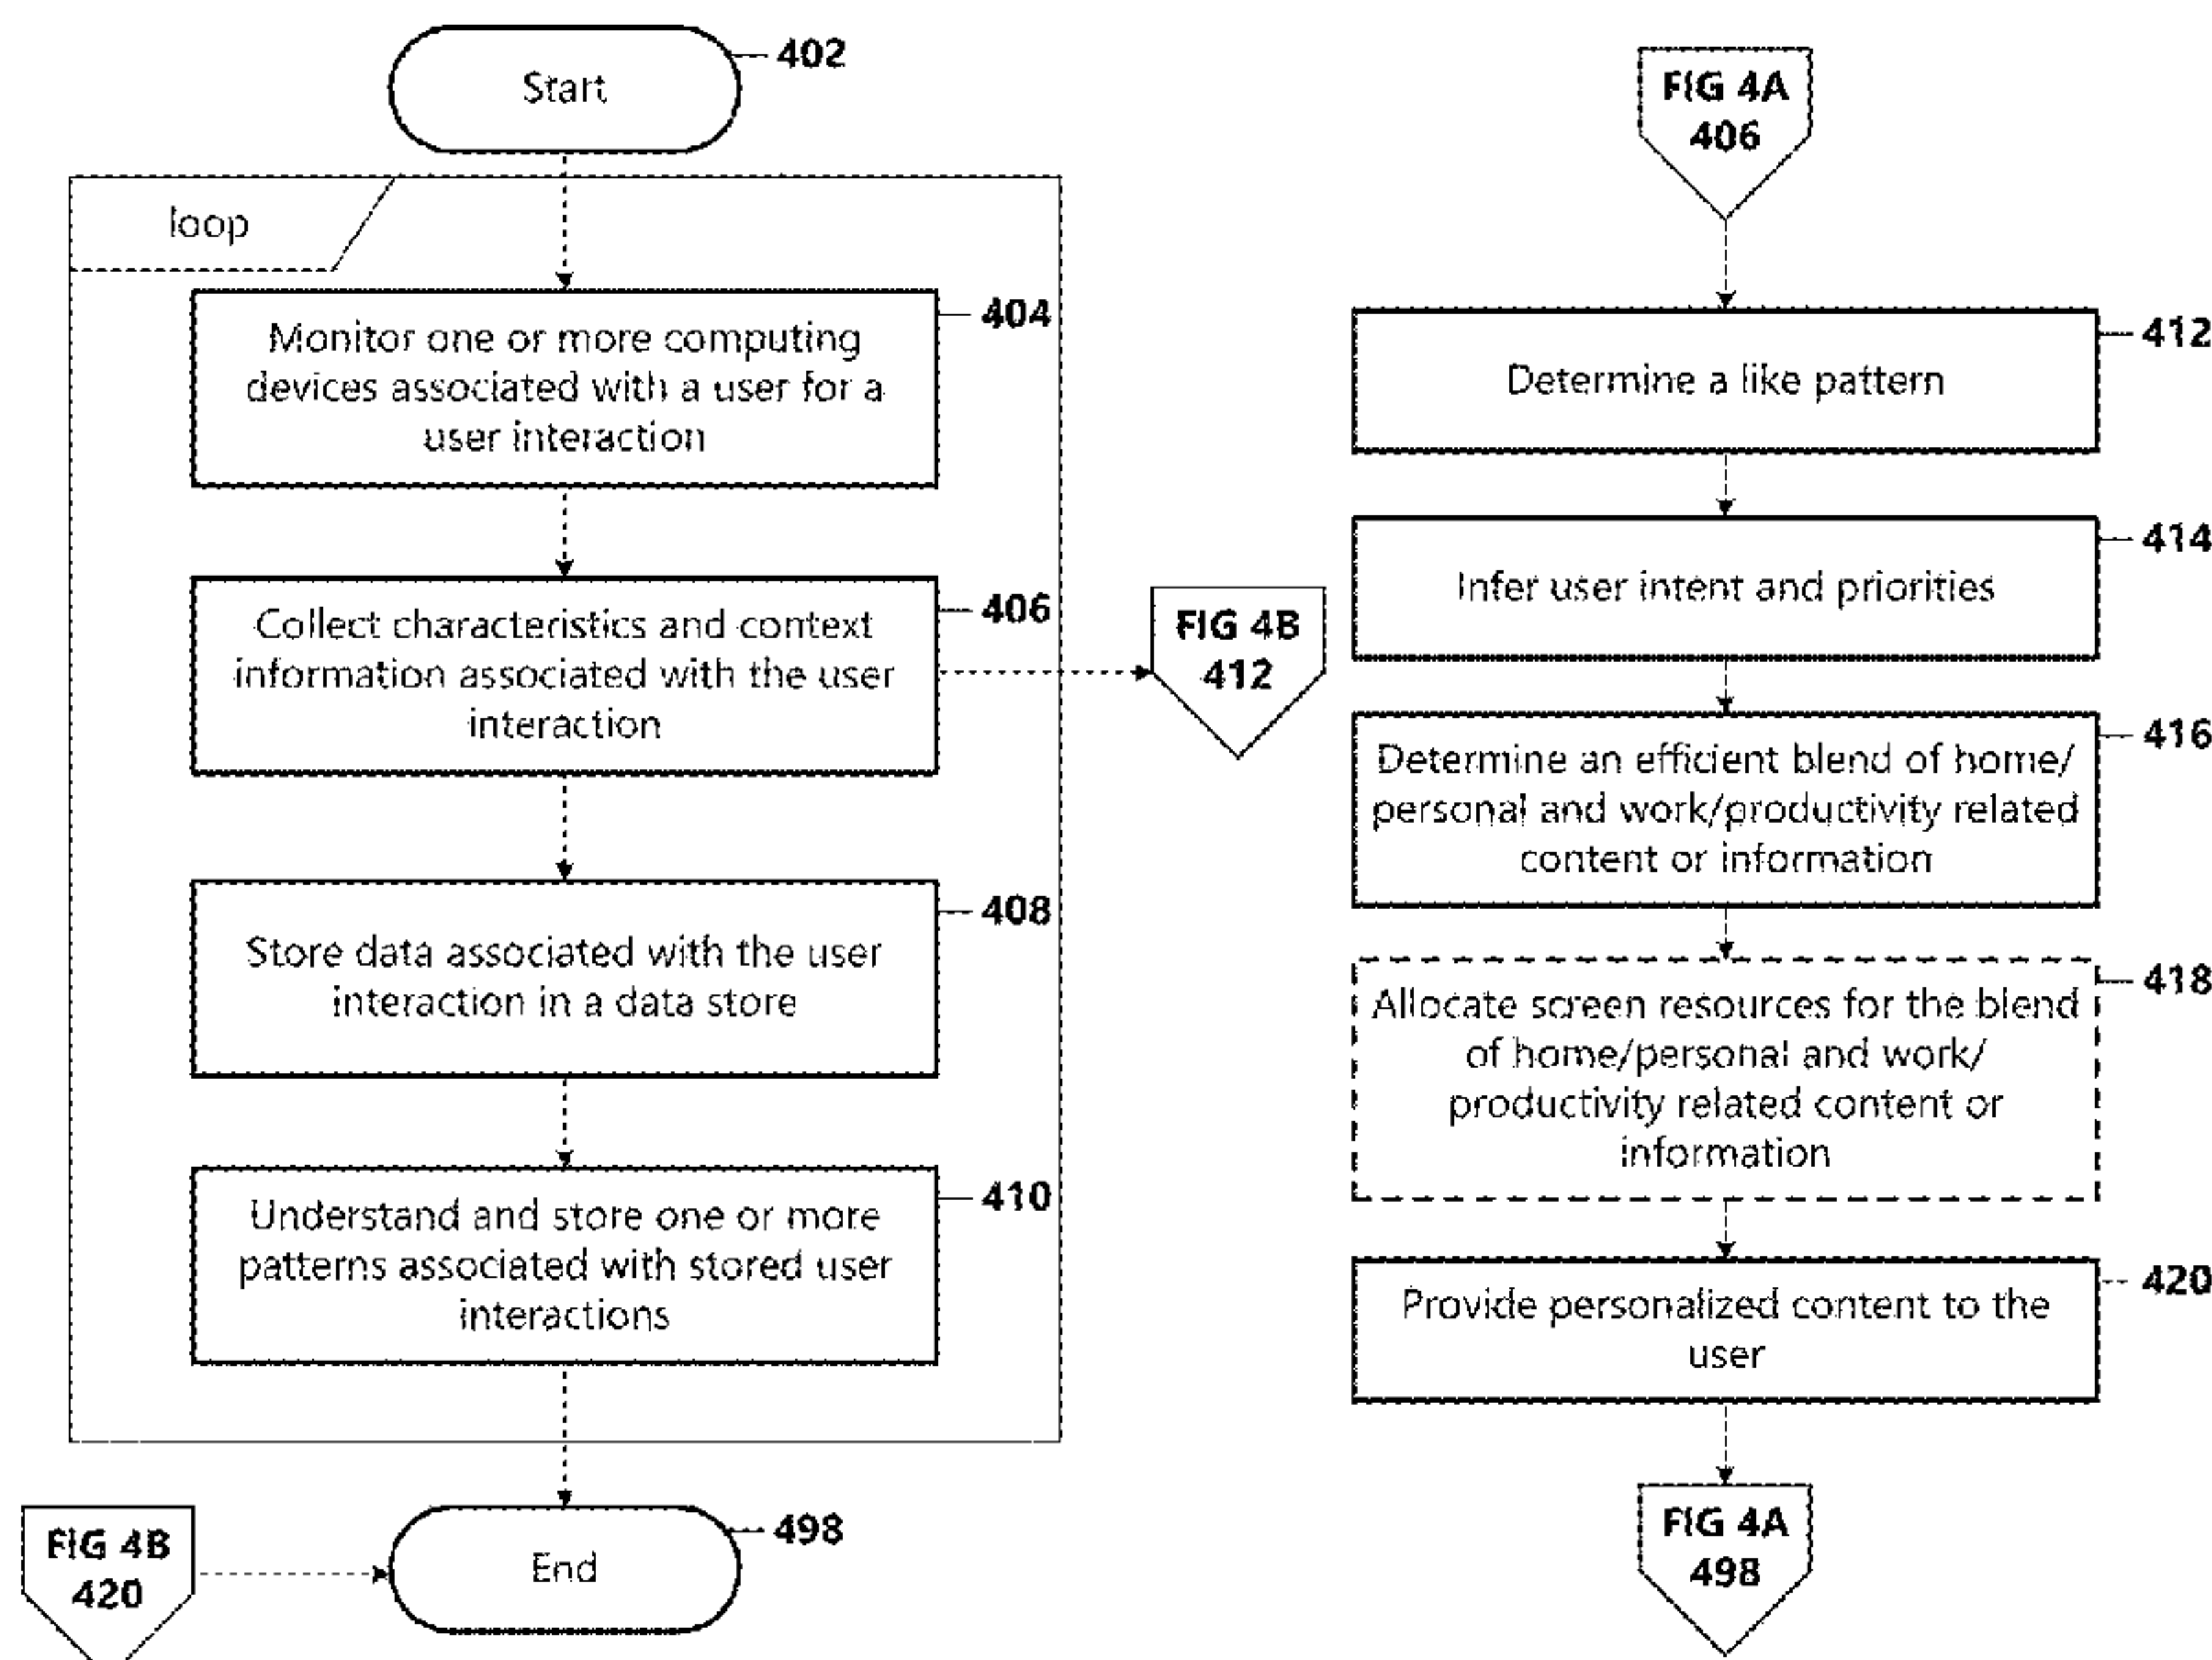 Start
402
loop
Monitor one or more computing
devices associated with a user for a
user interaction
404
Collect characteristics and context
information associated with the user
interaction
406
FIG 4B
412
Store data associated with the user
interaction in a data store
408
Understand and store one or more
patterns associated with stored user
interactions
410
FIG 4B
420
End
498
FIG 4A
406
Determine a like pattern
412
Infer user intent and priorities
414
Determine an efficient blend of home/
personal and work/productivity related
content or information
416
Allocate screen resources for the blend
of home/personal and work/
productivity related content or
information
418
Provide personalized content to the
user
420
FIG 4A
498